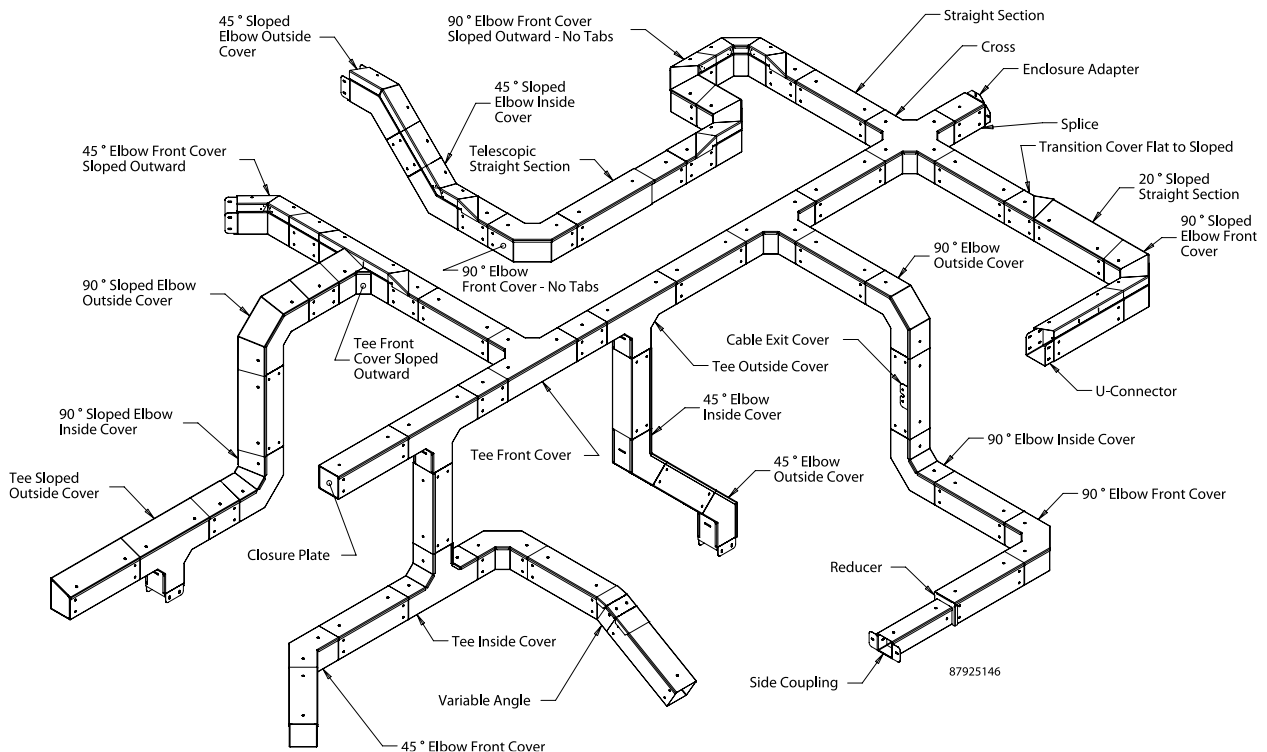 45° Sloped
Elbow Outside
Cover
90° Elbow Front Cover
Sloped Outward - No Tabs
Straight Section
Cross
Enclosure Adapter
45° Sloped
Elbow Inside
Cover
Splice
Transition Cover Flat to Sloped
45° Elbow Front Cover
Sloped Outward
Telescopic
Straight Section
20° Sloped
Straight Section
90° Sloped
Elbow Front
Cover
90° Elbow
Outside Cover
90° Elbow
Front Cover - No Tabs
90° Sloped Elbow
Outside Cover
Tee Front
Cover Sloped
Outward
Cable Exit Cover
Tee Outside Cover
U-Connector
45° Elbow
Inside Cover
90° Sloped Elbow
Inside Cover
90° Elbow Inside Cover
Tee Front Cover
45° Elbow
Outside Cover
Tee Sloped
Outside Cover
90° Elbow Front Cover
Closure Plate
Reducer
Tee Inside Cover
87925146
Side Coupling
Variable Angle
45° Elbow Front Cover